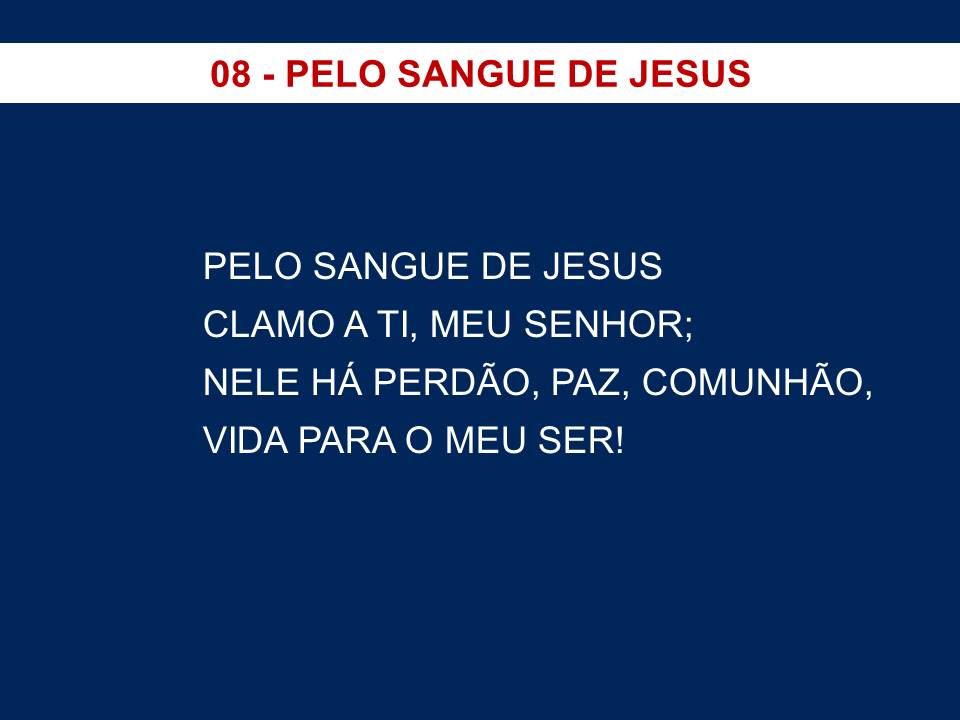 08 - PELO SANGUE DE JESUS
PELO SANGUE DE JESUS
CLAMO A TI, MEU SENHOR;
NELE HÁ PERDÃO, PAZ, COMUNHÃO,
VIDA PARA O MEU SER!